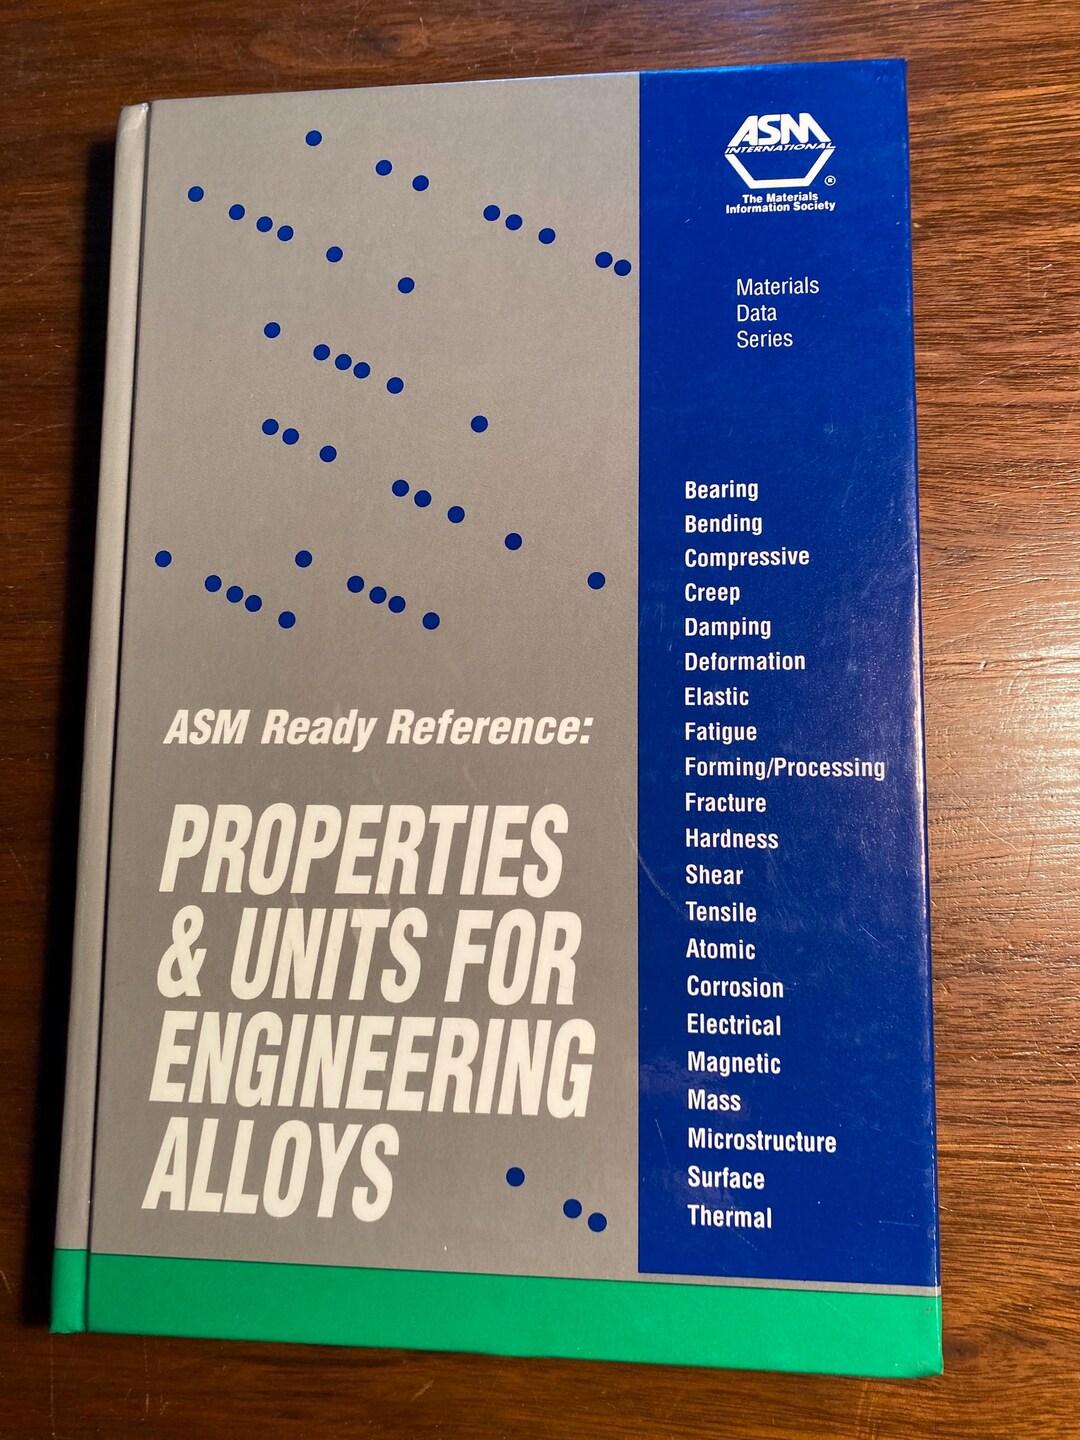 ASM
INTERNATIONAL
®
The Materials
Information Society
Materials
Data
Series
Bearing
Bending
Compressive
Creep
Damping
Deformation
Elastic
Fatigue
Forming/Processing
Fracture
Hardness
Shear
Tensile
Atomic
Corrosion
Electrical
Magnetic
Mass
Microstructure
Surface
Thermal
ASM Ready Reference:
PROPERTIES
& UNITS FOR
ENGINEERING
ALLOYS